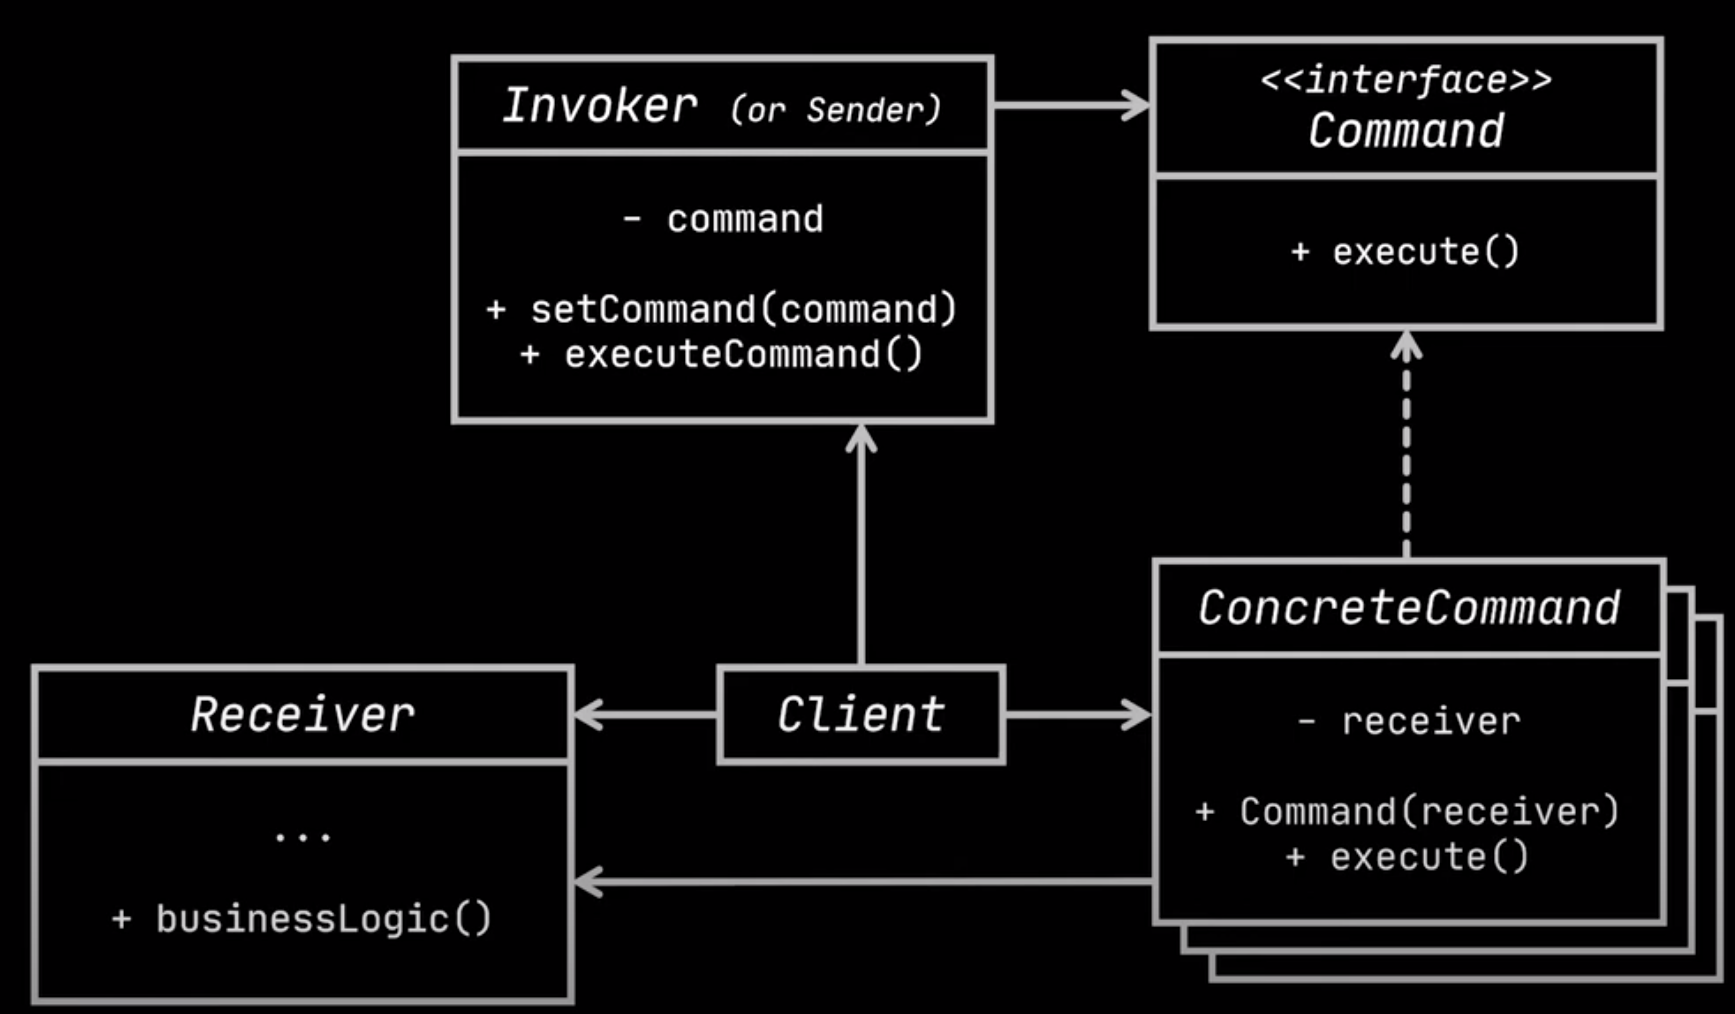 Invoker (or Sender)
- command
+ setCommand(command)
+ executeCommand()
<<interface>>
Command
+ execute()
Receiver
...
+ businessLogic()
Client
ConcreteCommand
- receiver
+ Command(receiver)
+ execute()